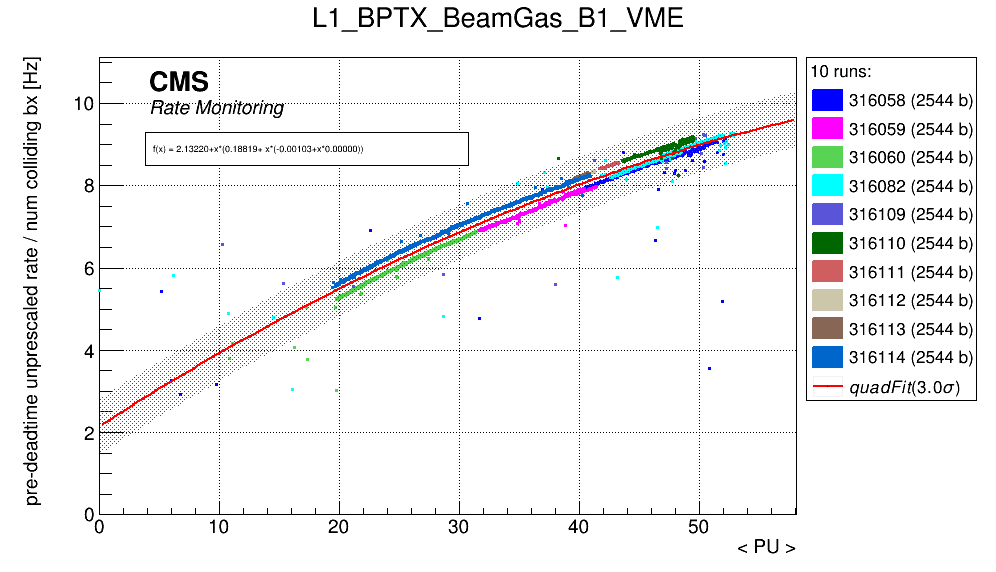 L1_BPTX_BeamGas_B1_VME
pre-deadtime unprescaled rate / num colliding bx [Hz]
CMS
Rate Monitoring
f(x) = 2.13220+x*(0.18819+ x*(-0.00103+x*0.00000))
10
8
6
4
2
0
0 10 20 30 40 50
< PU >
10 runs:
316058 (2544 b)
316059 (2544 b)
316060 (2544 b)
316082 (2544 b)
316109 (2544 b)
316110 (2544 b)
316111 (2544 b)
316112 (2544 b)
316113 (2544 b)
316114 (2544 b)
quadFit(3.0σ)